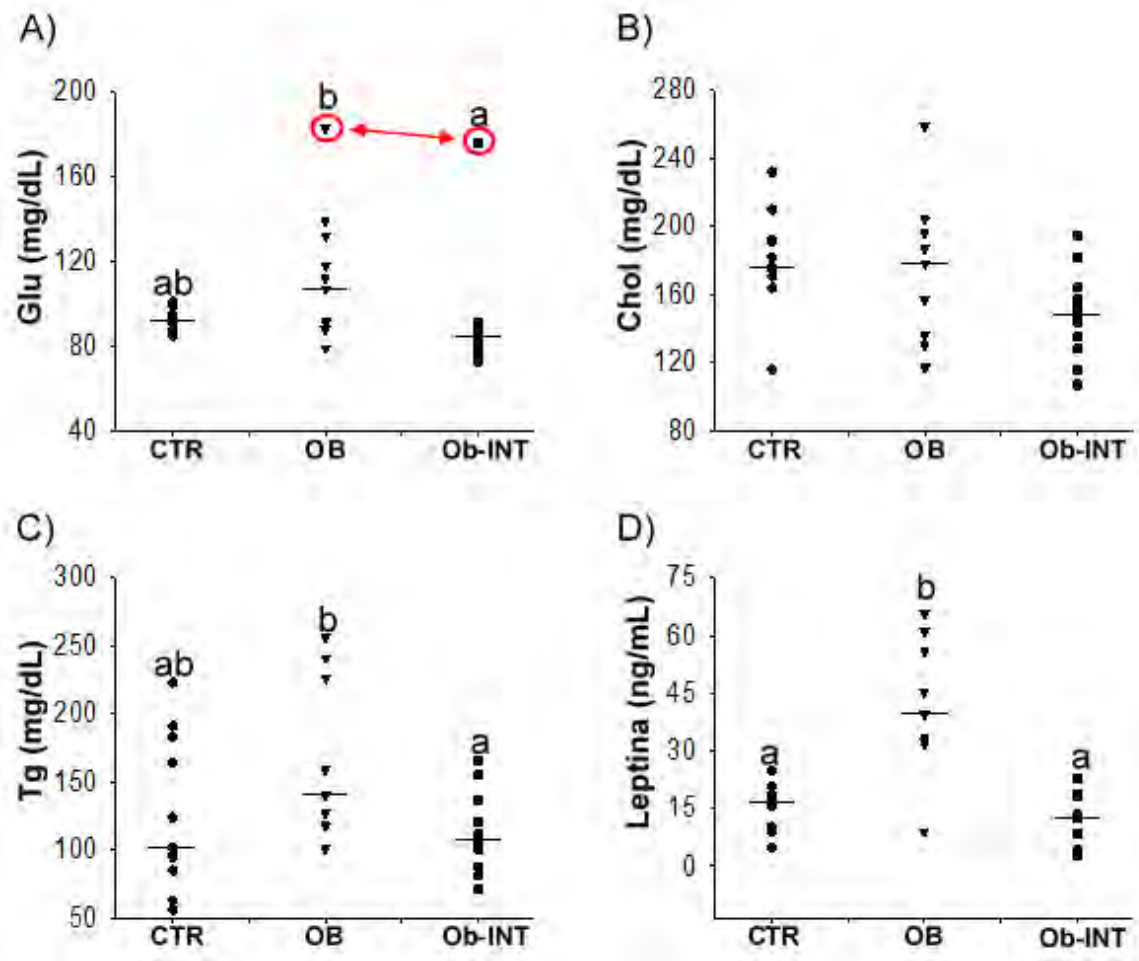 A)
Glu (mg/dL)
200
160
120
80
40
ab
b
a
CTR
OB
Ob-INT
B)
Chol (mg/dL)
280
240
200
160
120
80
CTR
OB
Ob-INT
C)
Tg (mg/dL)
300
250
200
150
100
50
ab
b
a
CTR
OB
Ob-INT
D)
Leptina (ng/mL)
75
60
45
30
15
0
a
b
a
CTR
OB
Ob-INT